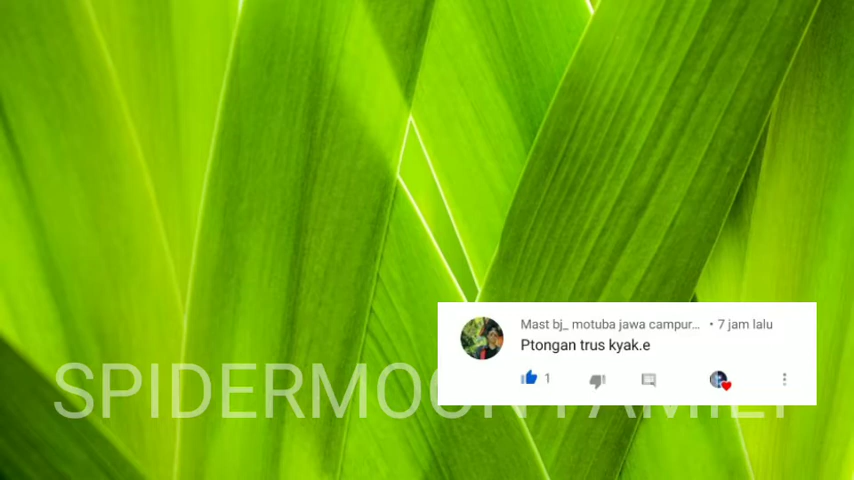 Mast bj_ motuba jawa campur... • 7 jam lalu
Ptongan trus kyak.e
1
SPIDERMOON FAMILY